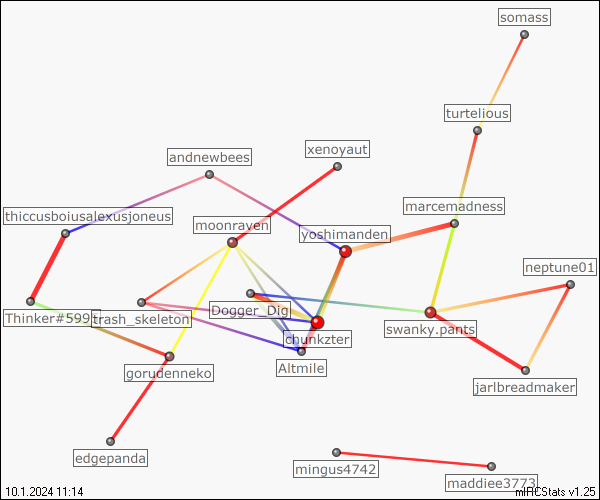 somass
turtelious
xenoyaut
andnewbees
marcemadness
thiccusboiusalexusjoneus
moonraven
yoshimanden
neptune01
Dogger_Dig
Thinker#599
trash_skeleton
swanky.pants
chunkzter
Altmile
gorudenneko
jarlbreadmaker
edgepanda
mingus4742
maddiee3773
10.1.2024 11:14
mIRCStats v1.25